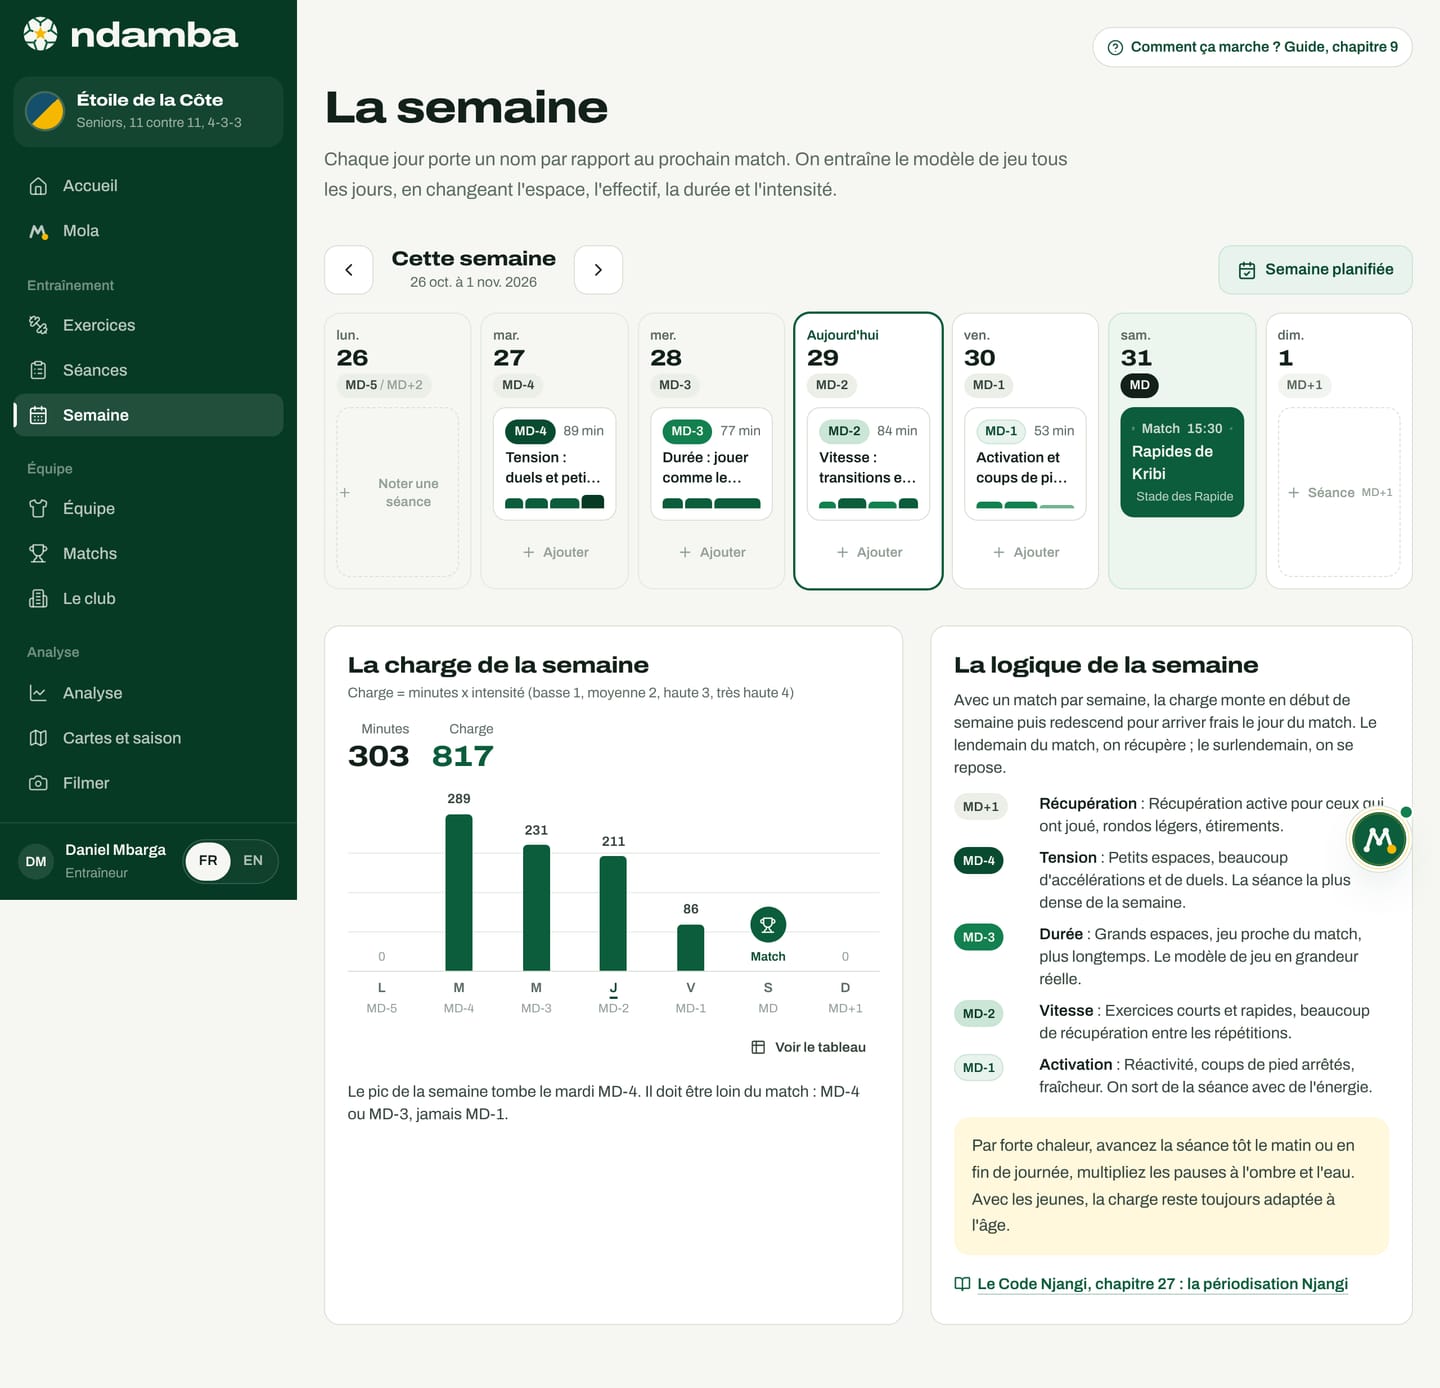 ndamba
Étoile de la Côte
Seniors, 11 contre 11, 4-3-3
Accueil
Mola
Entraînement
Exercices
Séances
Semaine
Équipe
Équipe
Matchs
Le club
Analyse
Analyse
Cartes et saison
Filmer
DM
Daniel Mbarga
Entraîneur
FR EN
Comment ça marche ? Guide, chapitre 9
La semaine
Chaque jour porte un nom par rapport au prochain match. On entraîne le modèle de jeu tous
les jours, en changeant l'espace, l'effectif, la durée et l'intensité.
Cette semaine
26 oct. à 1 nov. 2026
Semaine planifiée
lun.
26
MD-5 / MD+2
+ Noter une
séance
mar.
27
MD-4
MD-4 89 min
Tension :
duels et peti...
+ Ajouter
mer.
28
MD-3
MD-3 77 min
Durée : jouer
comme le...
+ Ajouter
Aujourd'hui
29
MD-2
MD-2 84 min
Vitesse :
transitions e...
+ Ajouter
ven.
30
MD-1
MD-1 53 min
Activation et
coups de pi...
+ Ajouter
sam.
31
MD
· Match 15:30 ·
Rapides de
Kribi
Stade des Rapide
dim.
1
MD+1
+ Séance MD+1
La charge de la semaine
Charge = minutes x intensité (basse 1, moyenne 2, haute 3, très haute 4)
Minutes Charge
303 817
289
231
211
86
0
Match
0
L M M J V S D
MD-5 MD-4 MD-3 MD-2 MD-1 MD MD+1
Voir le tableau
Le pic de la semaine tombe le mardi MD-4. Il doit être loin du match : MD-4
ou MD-3, jamais MD-1.
La logique de la semaine
Avec un match par semaine, la charge monte en début de
semaine puis redescend pour arriver frais le jour du match. Le
lendemain du match, on récupère ; le surlendemain, on se
repose.
MD+1 Récupération : Récupération active pour ceux qui
ont joué, rondos légers, étirements.
MD-4 Tension : Petits espaces, beaucoup
d'accélérations et de duels. La séance la plus
dense de la semaine.
MD-3 Durée : Grands espaces, jeu proche du match,
plus longtemps. Le modèle de jeu en grandeur
réelle.
MD-2 Vitesse : Exercices courts et rapides, beaucoup
de récupération entre les répétitions.
MD-1 Activation : Réactivité, coups de pied arrêtés,
fraîcheur. On sort de la séance avec de l'énergie.
Par forte chaleur, avancez la séance tôt le matin ou en
fin de journée, multipliez les pauses à l'ombre et l'eau.
Avec les jeunes, la charge reste toujours adaptée à
l'âge.
Le Code Njangi, chapitre 27 : la périodisation Njangi